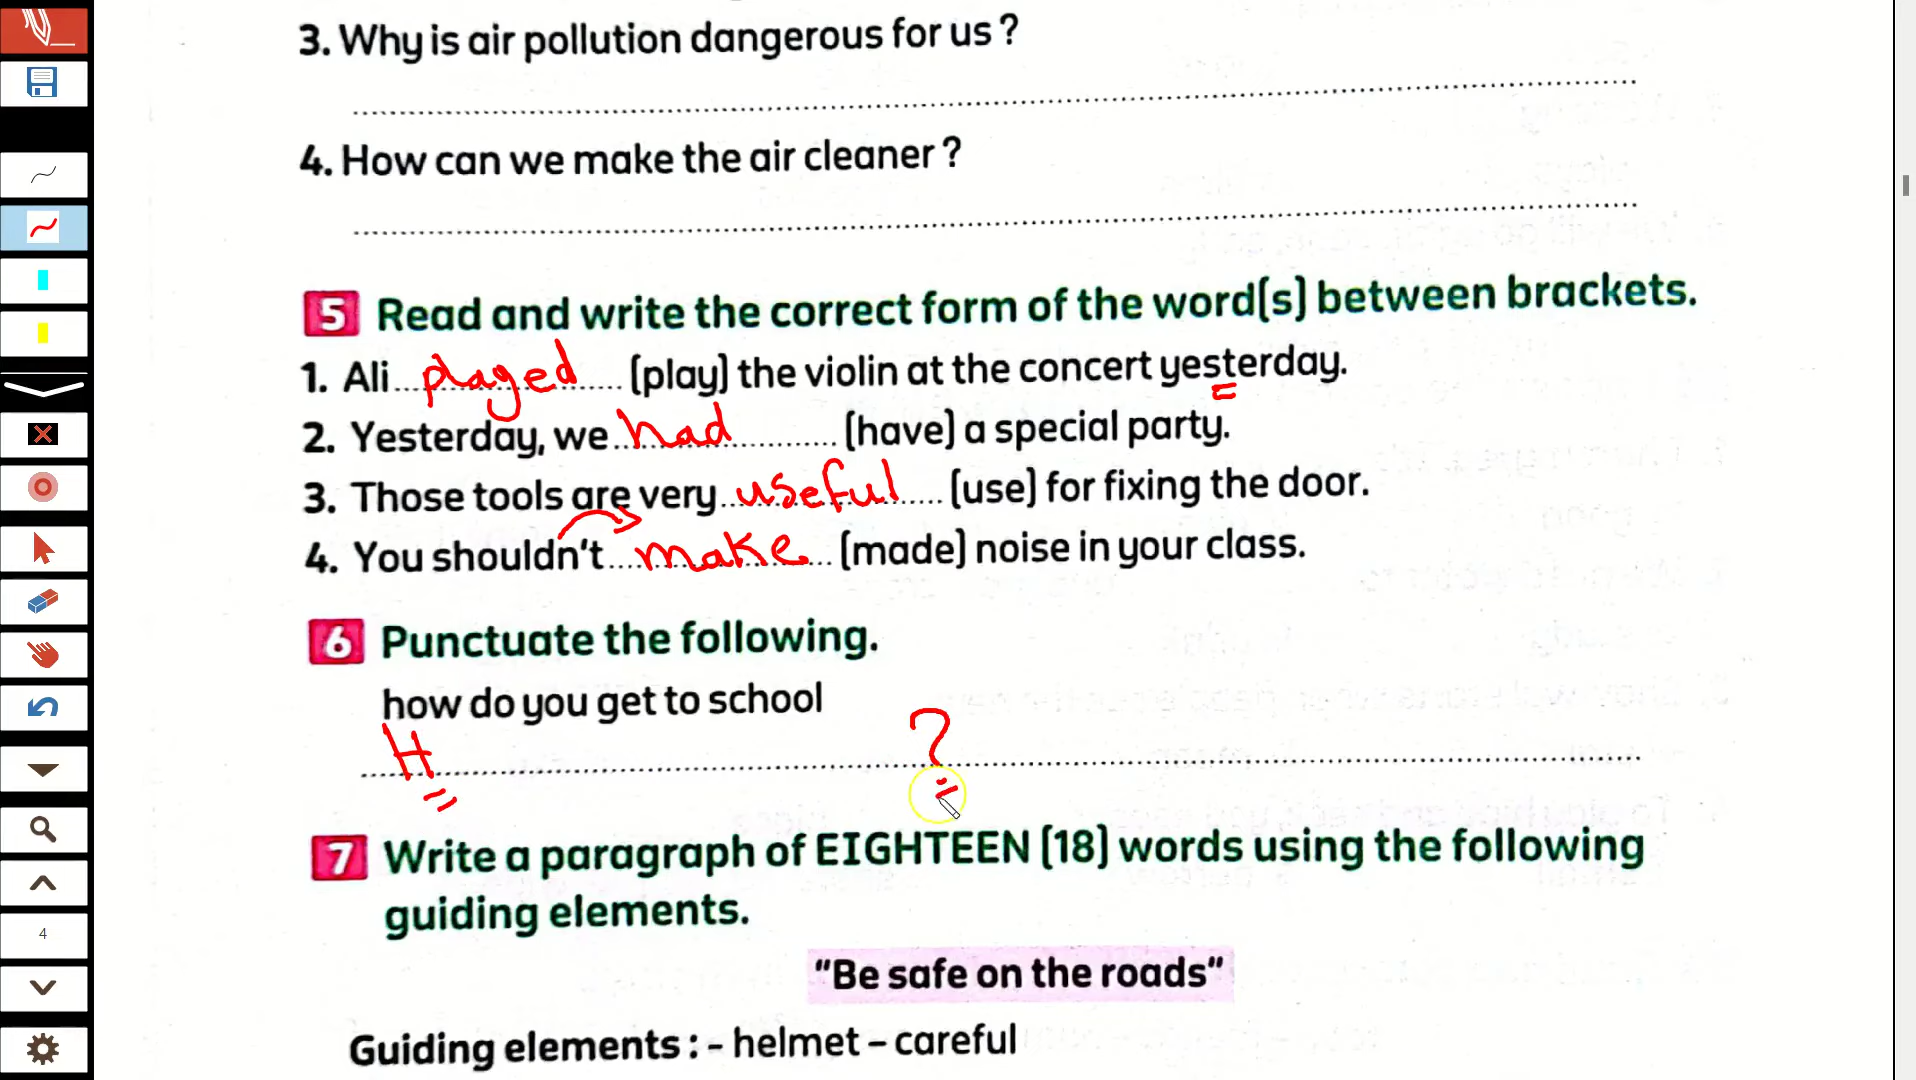 3. Why is air pollution dangerous for us ?
4. How can we make the air cleaner ?
5 Read and write the correct form of the word(s) between brackets.
1. Ali played (play) the violin at the concert yesterday.
2. Yesterday, we had (have) a special party.
3. Those tools are very useful (use) for fixing the door.
4. You shouldn't make (made) noise in your class.
6 Punctuate the following.
how do you get to school
H ?
7 Write a paragraph of EIGHTEEN (18) words using the following
guiding elements.
"Be safe on the roads"
Guiding elements : - helmet - careful
4